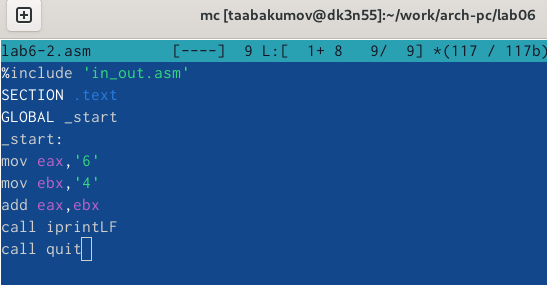 mc [taabakumov@dk3n55]:~/work/arch-pc/lab06
lab6-2.asm [----] 9 L:[ 1+ 8 9/ 9] *(117 / 117b)
%include 'in_out.asm'
SECTION .text
GLOBAL _start
_start:
mov eax,'6'
mov ebx,'4'
add eax,ebx
call iprintLF
call quit